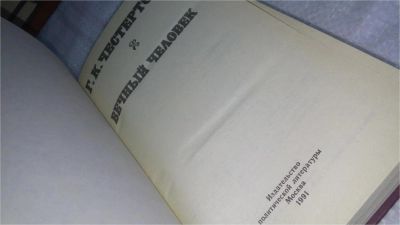 Г. К. ЧЕСТЕРТО
ВЕЧНЫЙ ЧЕЛОВЕК
Издательство
политической литературы
Москва
1991